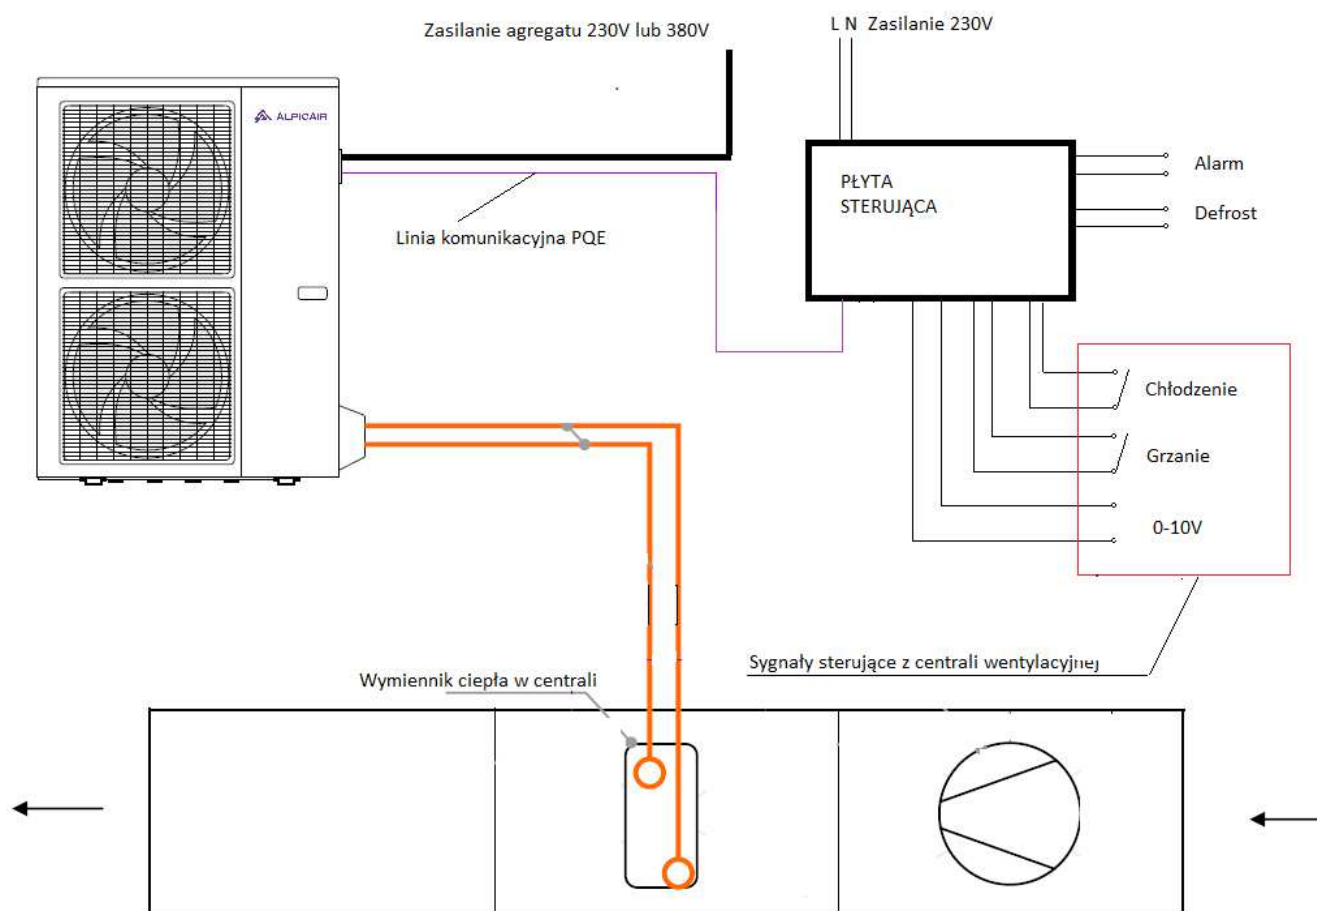 Zasilanie agregatu 230V lub 380V
L N Zasilanie 230V
ALPICAIR
PŁYTA
STERUJĄCA
Alarm
Defrost
Linia komunikacyjna PQE
Chłodzenie
Grzanie
0-10V
Sygnały sterujące z centrali wentylacyjnej
Wymiennik ciepła w centrali